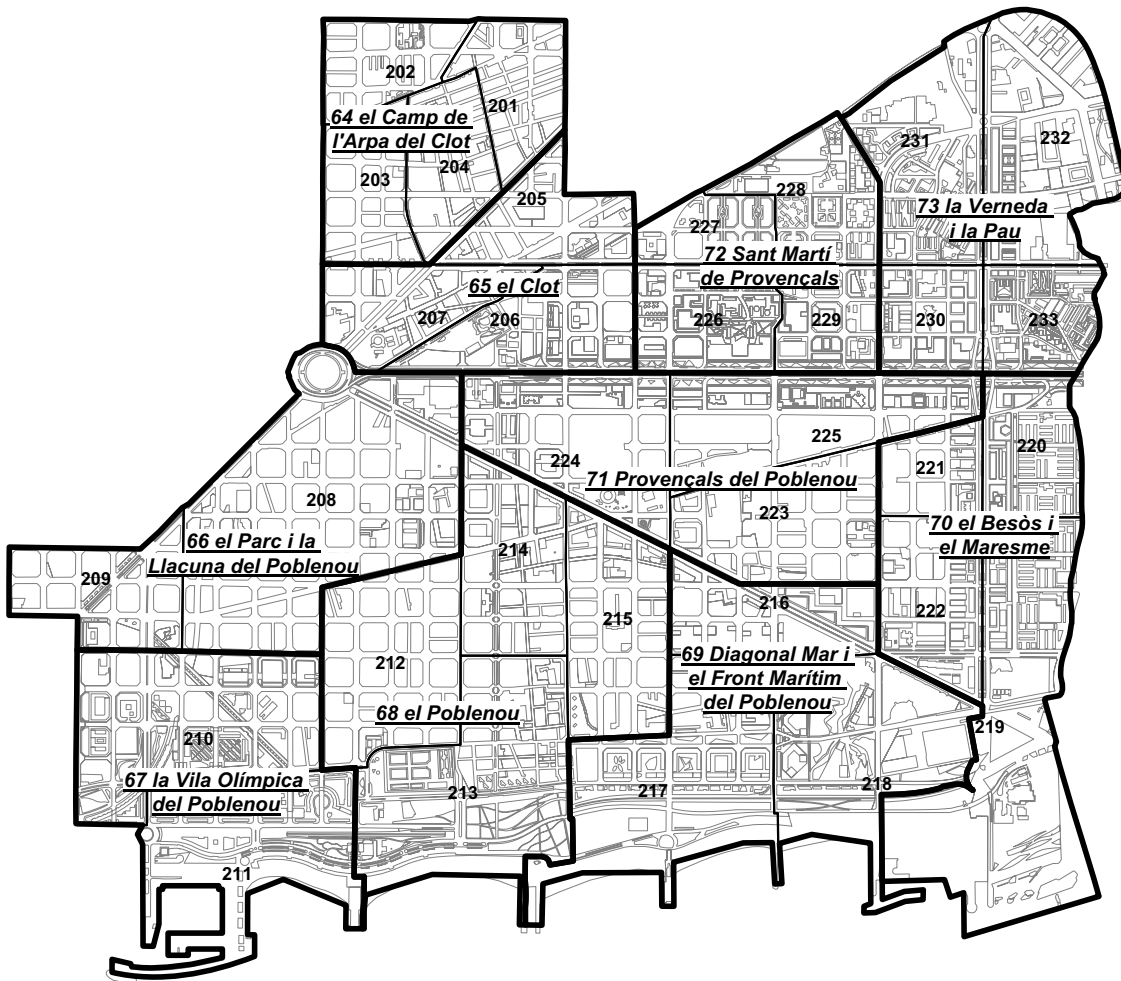 202
201
64 el Camp de
l'Arpa del Clot
204
203
205
231
232
228
73 la Verneda
i la Pau
227
72 Sant Martí
de Provençals
65 el Clot
207
206
226
229
230
233
208
224
225
221
220
71 Provençals del Poblenou
223
70 el Besòs i
el Maresme
66 el Parc i la
Llacuna del Poblenou
214
209
216
215
222
212
69 Diagonal Mar i
el Front Marítim
del Poblenou
68 el Poblenou
210
219
67 la Vila Olímpica
del Poblenou
213
217
218
211